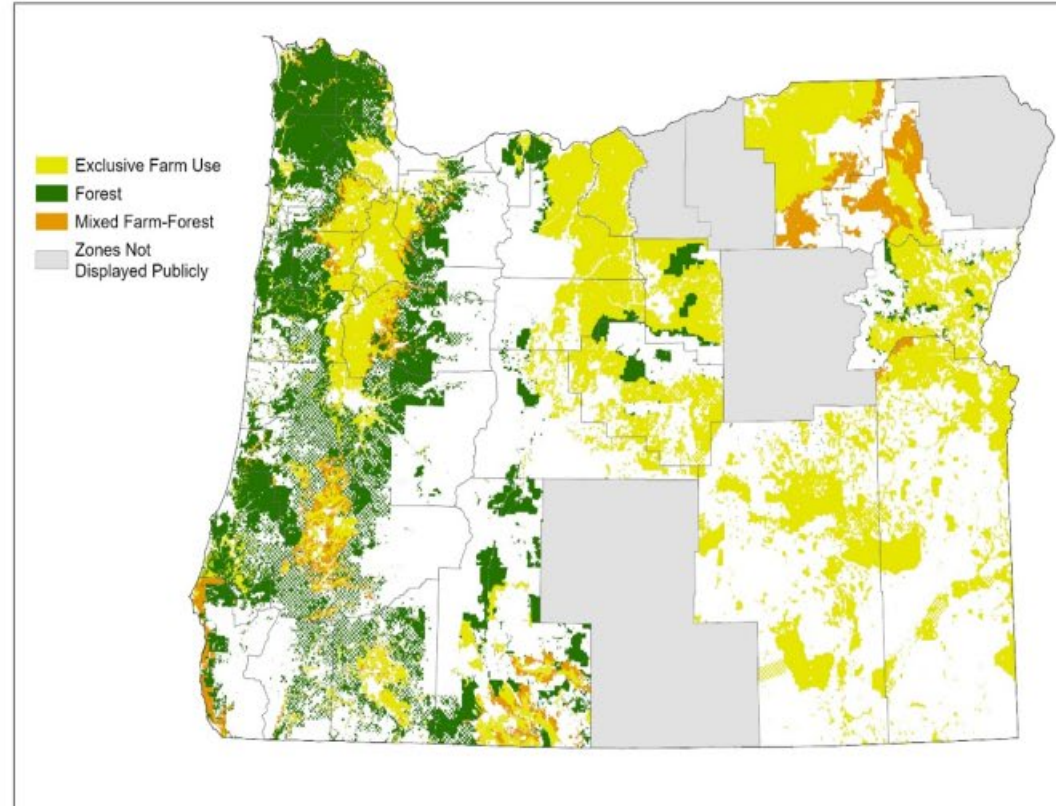 Exclusive Farm Use
Forest
Mixed Farm-Forest
Zones Not
Displayed Publicly